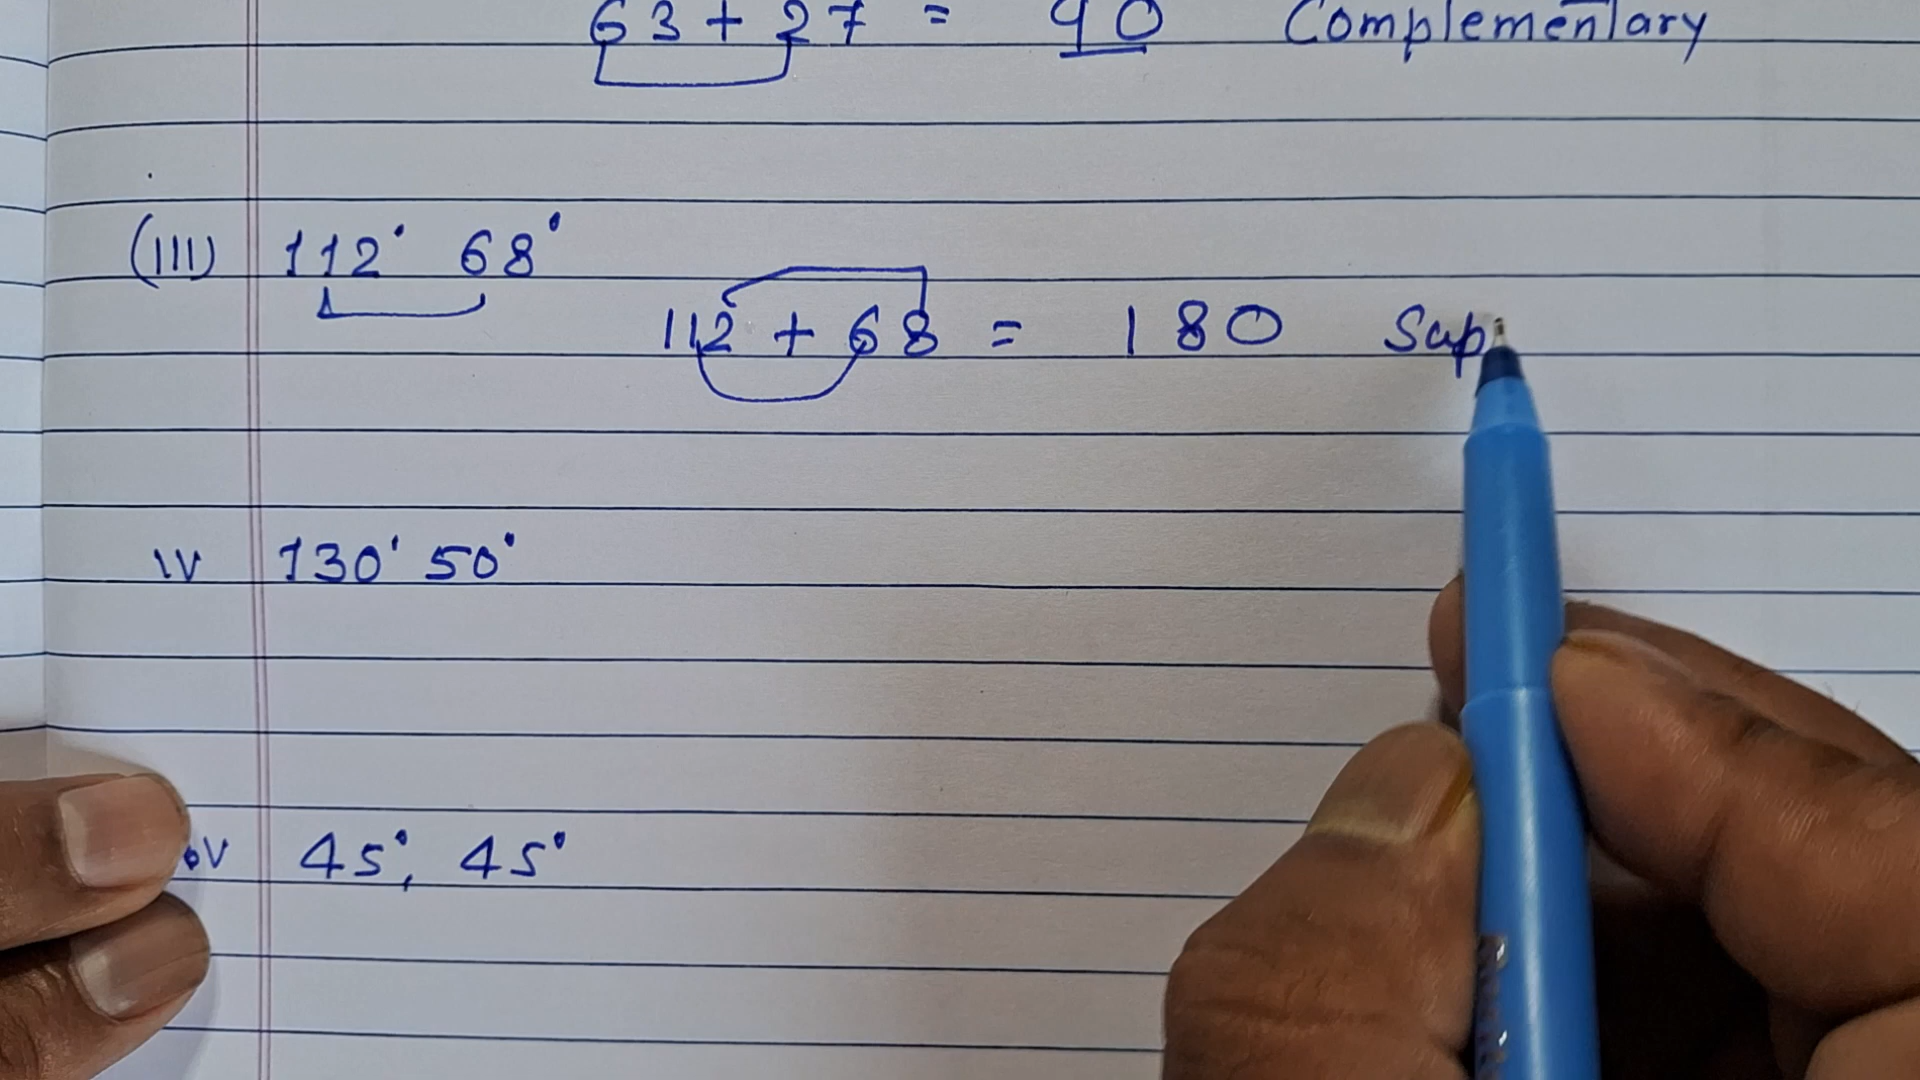 63 + 27 = 90 Complementary
(III) 112° 68°
112 + 68 = 180 Sup
IV 130° 50°
V 45°, 45°